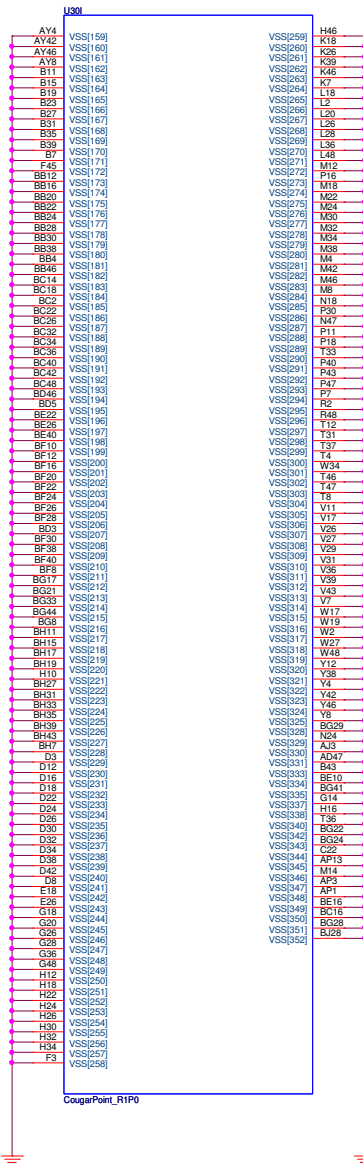 U30I
AY4 VSS[159]
AY42 VSS[160]
AY46 VSS[161]
AY8 VSS[162]
B11 VSS[163]
B15 VSS[164]
B19 VSS[165]
B23 VSS[166]
B27 VSS[167]
B31 VSS[168]
B35 VSS[169]
B39 VSS[170]
B7 VSS[171]
F45 VSS[172]
BB12 VSS[173]
BB16 VSS[174]
BB20 VSS[175]
BB22 VSS[176]
BB24 VSS[177]
BB28 VSS[178]
BB30 VSS[179]
BB38 VSS[180]
BB4 VSS[181]
BB46 VSS[182]
BC14 VSS[183]
BC18 VSS[184]
BC2 VSS[185]
BC22 VSS[186]
BC26 VSS[187]
BC32 VSS[188]
BC34 VSS[189]
BC36 VSS[190]
BC40 VSS[191]
BC42 VSS[192]
BC48 VSS[193]
BD46 VSS[194]
BD5 VSS[195]
BE22 VSS[196]
BE26 VSS[197]
BE40 VSS[198]
BF10 VSS[199]
BF12 VSS[200]
BF16 VSS[201]
BF20 VSS[202]
BF22 VSS[203]
BF24 VSS[204]
BF26 VSS[205]
BF28 VSS[206]
BD3 VSS[207]
BF30 VSS[208]
BF38 VSS[209]
BF40 VSS[210]
BF8 VSS[211]
BG17 VSS[212]
BG21 VSS[213]
BG33 VSS[214]
BG44 VSS[215]
BG8 VSS[216]
BH11 VSS[217]
BH15 VSS[218]
BH17 VSS[219]
BH19 VSS[220]
H10 VSS[221]
BH27 VSS[222]
BH31 VSS[223]
BH33 VSS[224]
BH35 VSS[225]
BH39 VSS[226]
BH43 VSS[227]
BH7 VSS[228]
D3 VSS[229]
D12 VSS[230]
D16 VSS[231]
D18 VSS[232]
D22 VSS[233]
D24 VSS[234]
D26 VSS[235]
D30 VSS[236]
D32 VSS[237]
D34 VSS[238]
D38 VSS[239]
D42 VSS[240]
D8 VSS[241]
E18 VSS[242]
E26 VSS[243]
G18 VSS[244]
G20 VSS[245]
G26 VSS[246]
G28 VSS[247]
G36 VSS[248]
G48 VSS[249]
H12 VSS[250]
H18 VSS[251]
H22 VSS[252]
H24 VSS[253]
H26 VSS[254]
H30 VSS[255]
H32 VSS[256]
H34 VSS[257]
F3 VSS[258]
VSS[259] H46
VSS[260] K18
VSS[261] K26
VSS[262] K39
VSS[263] K46
VSS[264] K7
VSS[265] L18
VSS[266] L2
VSS[267] L20
VSS[268] L26
VSS[269] L28
VSS[270] L36
VSS[271] L48
VSS[272] M12
VSS[273] P16
VSS[274] M18
VSS[275] M22
VSS[276] M24
VSS[277] M30
VSS[278] M32
VSS[279] M34
VSS[280] M38
VSS[281] M4
VSS[282] M42
VSS[283] M46
VSS[284] M8
VSS[285] N18
VSS[286] P30
VSS[287] N47
VSS[288] P11
VSS[289] P18
VSS[290] T33
VSS[291] P40
VSS[292] P43
VSS[293] P47
VSS[294] P7
VSS[295] R2
VSS[296] R48
VSS[297] T12
VSS[298] T31
VSS[299] T37
VSS[300] T4
VSS[301] W34
VSS[302] T46
VSS[303] T47
VSS[304] T8
VSS[305] V11
VSS[306] V17
VSS[307] V26
VSS[308] V27
VSS[309] V29
VSS[310] V31
VSS[311] V36
VSS[312] V39
VSS[313] V43
VSS[314] V7
VSS[315] W17
VSS[316] W19
VSS[317] W2
VSS[318] W27
VSS[319] W48
VSS[320] Y12
VSS[321] Y38
VSS[322] Y4
VSS[323] Y42
VSS[324] Y46
VSS[325] Y8
VSS[328] BG29
VSS[329] N24
VSS[330] AJ3
VSS[331] AD47
VSS[333] B43
VSS[334] BE10
VSS[335] BG41
VSS[337] G14
VSS[338] H16
VSS[340] T36
VSS[342] BG22
VSS[343] BG24
VSS[344] C22
VSS[345] AP13
VSS[346] M14
VSS[347] AP3
VSS[348] AP1
VSS[349] BE16
VSS[350] BC16
VSS[351] BG28
VSS[352] BJ28
CougarPoint_R1P0